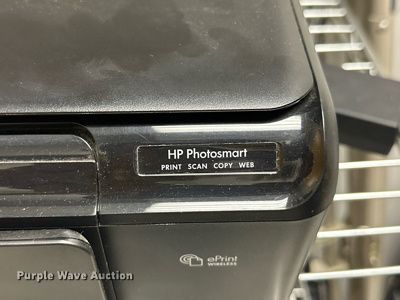 HP Photosmart
PRINT SCAN COPY WEB
ePrint
WIRELESS
Purple Wave Auction